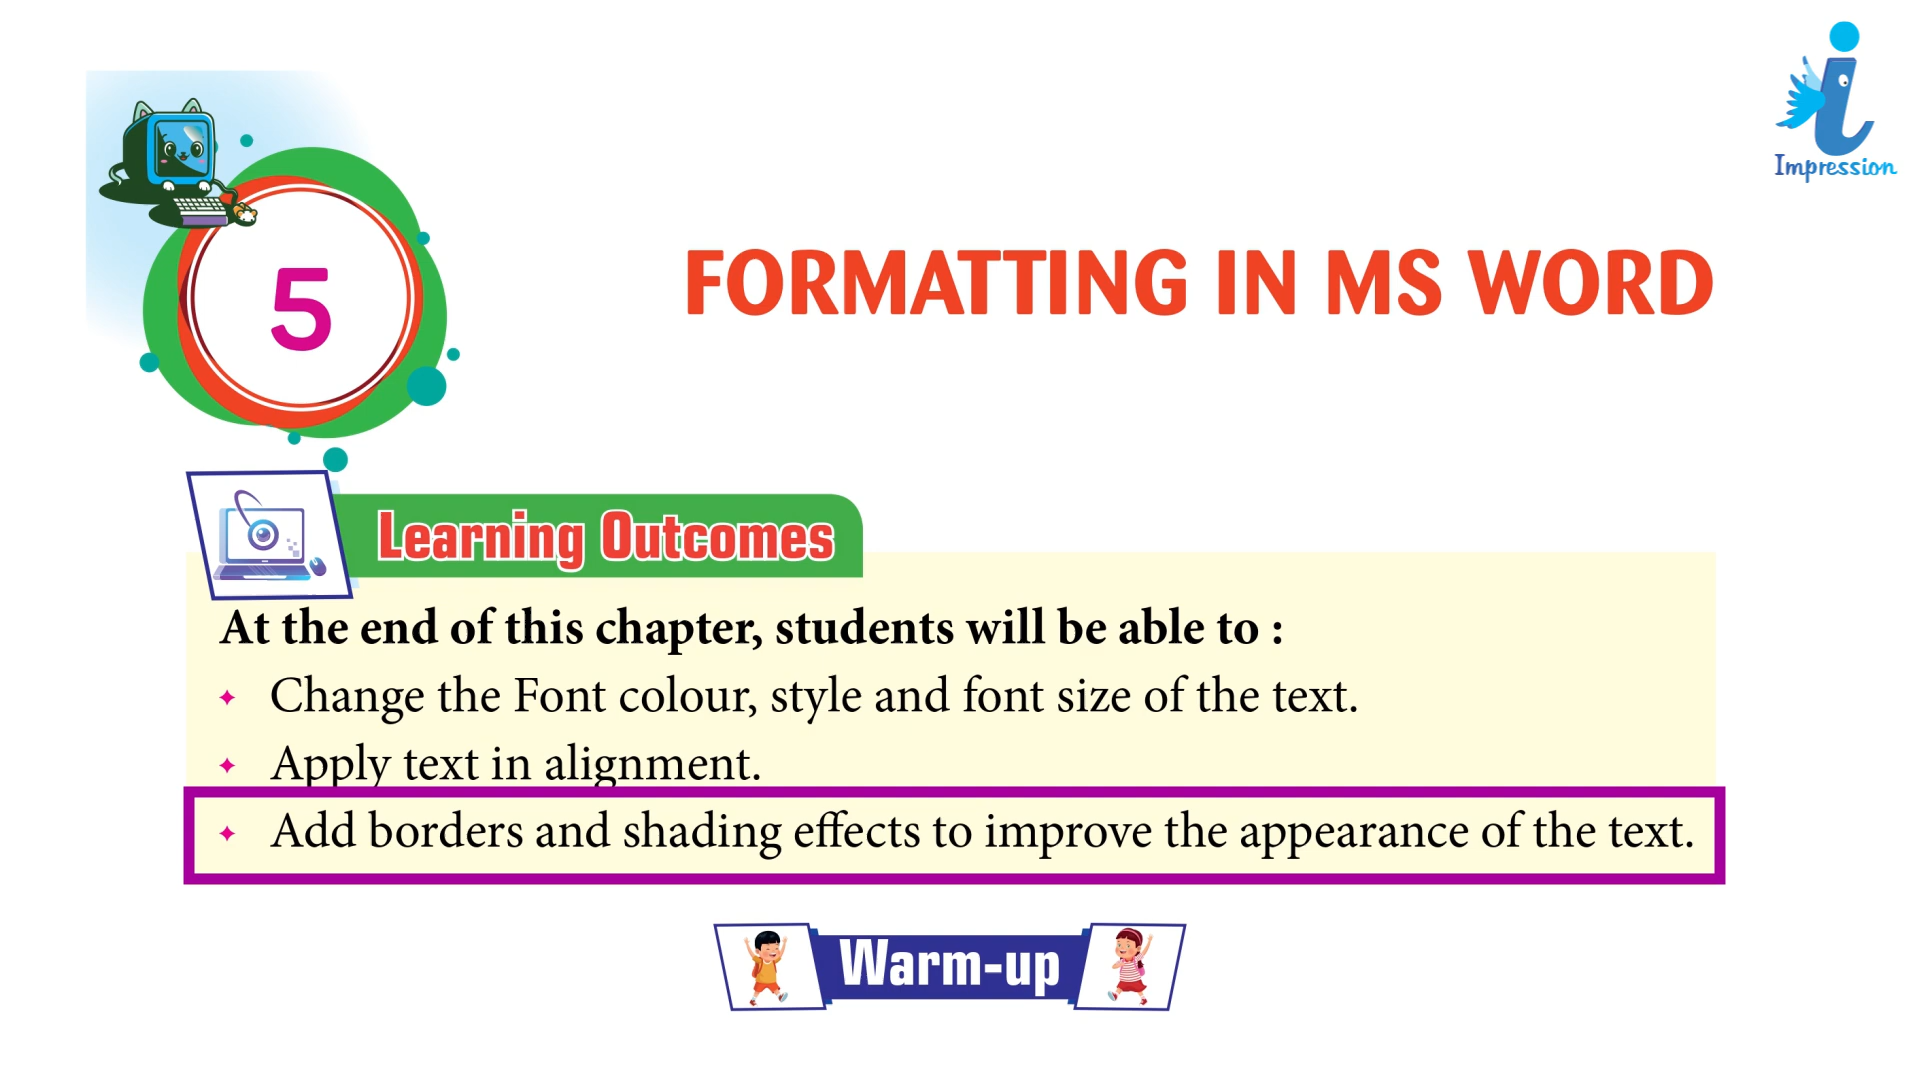 Impression
5
FORMATTING IN MS WORD
Learning Outcomes
At the end of this chapter, students will be able to :
✦ Change the Font colour, style and font size of the text.
✦ Apply text in alignment.
✦ Add borders and shading effects to improve the appearance of the text.
Warm-up